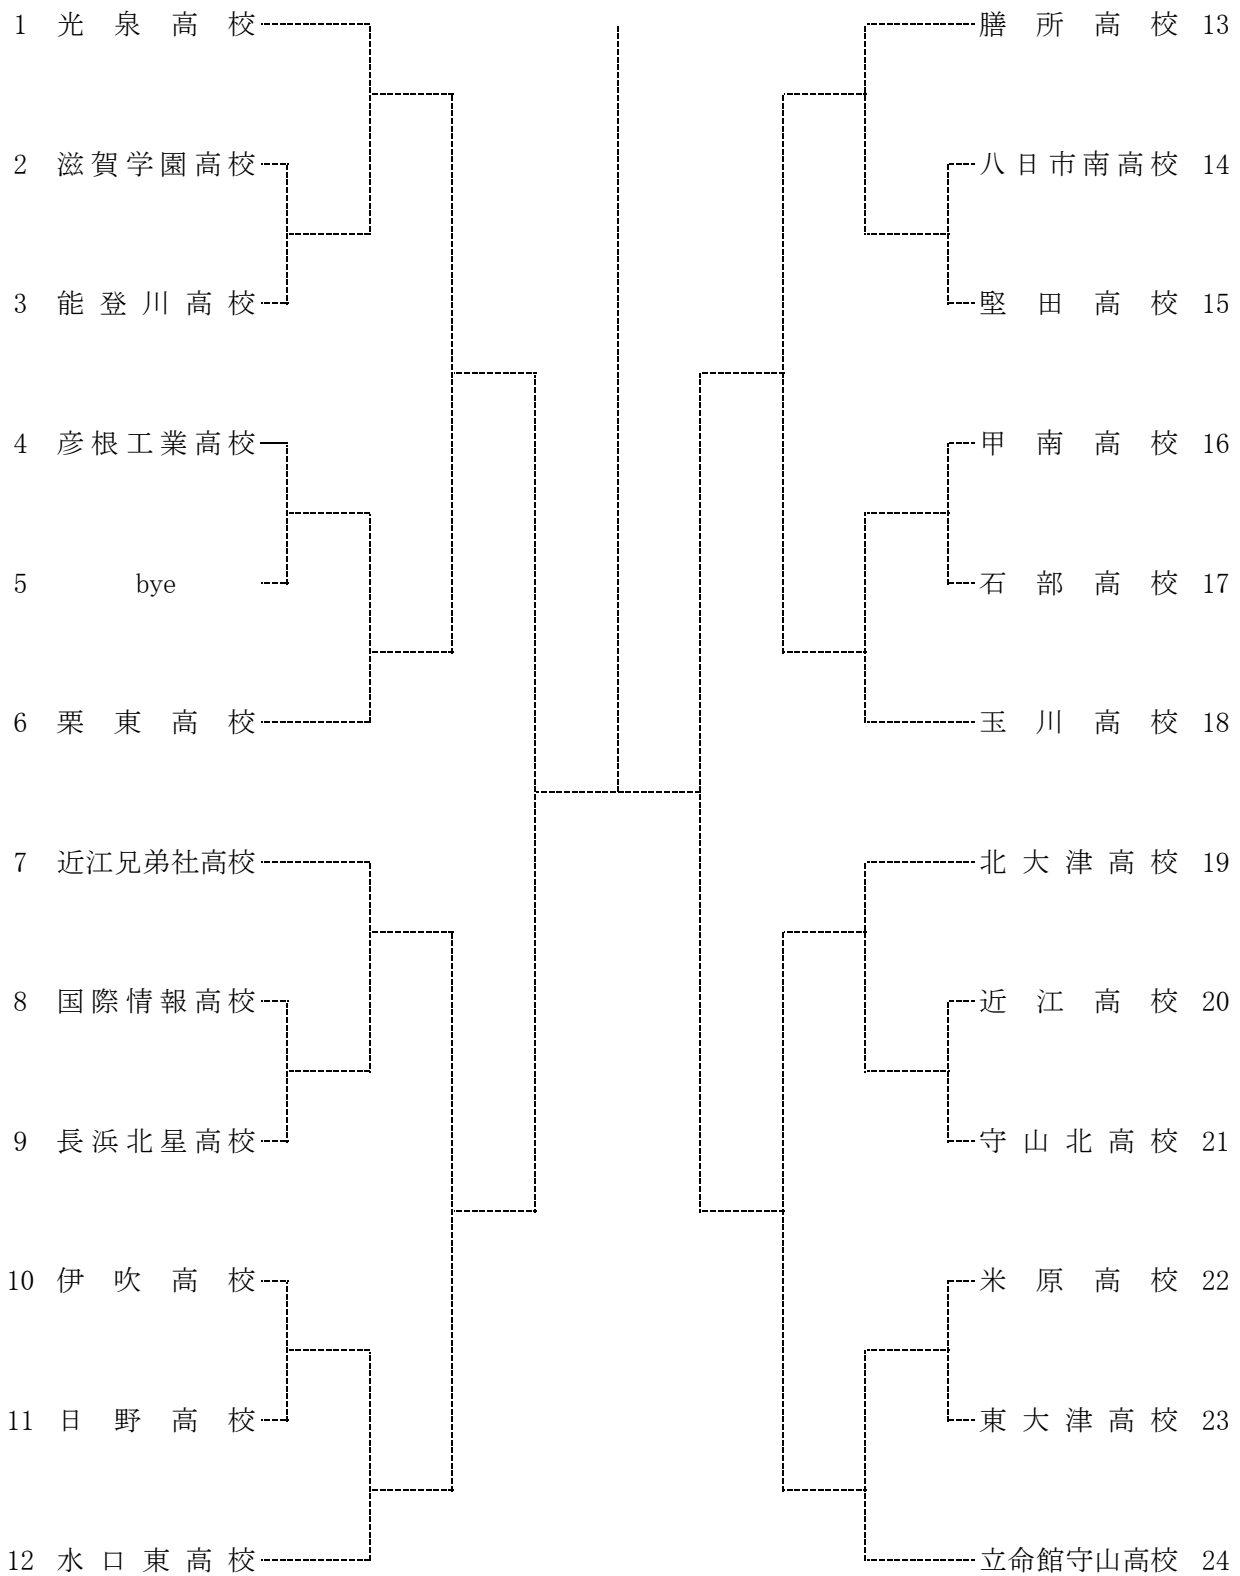 1 光泉高校
2 滋賀学園高校
3 能登川高校
4 彦根工業高校
5 bye
6 栗東高校
7 近江兄弟社高校
8 国際情報高校
9 長浜北星高校
10 伊吹高校
11 日野高校
12 水口東高校
膳所高校 13
八日市南高校 14
堅田高校 15
甲南高校 16
石部高校 17
玉川高校 18
北大津高校 19
近江高校 20
守山北高校 21
米原高校 22
東大津高校 23
立命館守山高校 24